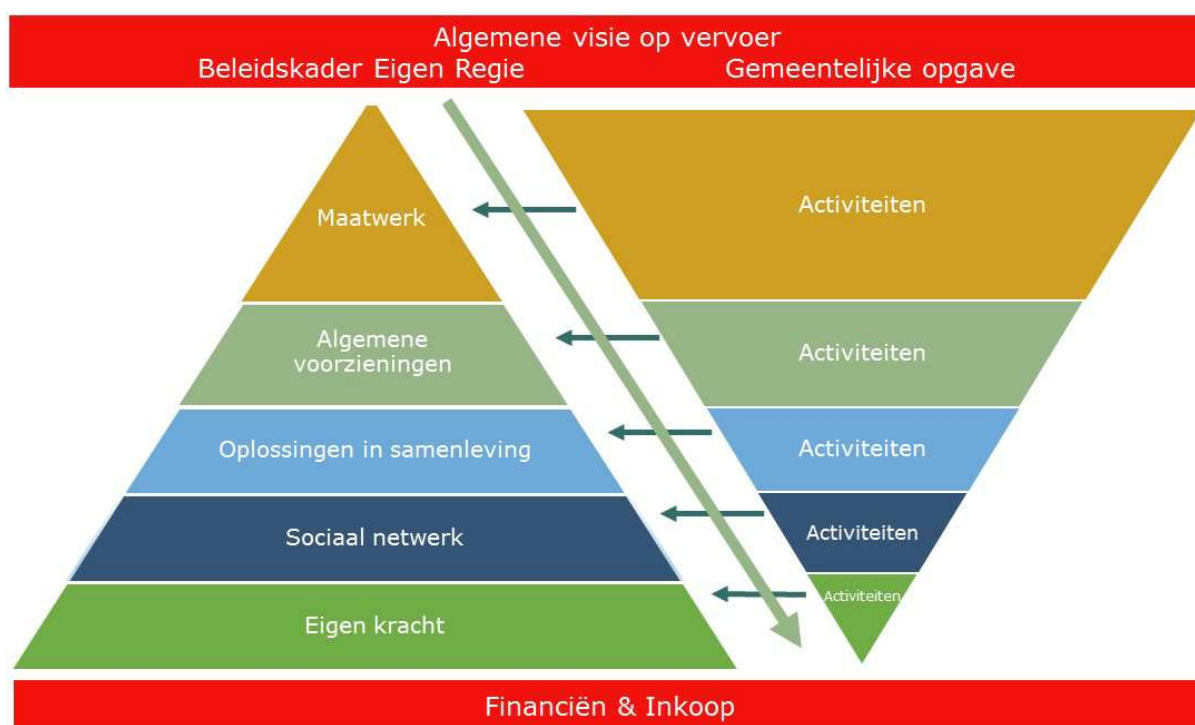 Algemene visie op vervoer
Beleidskader Eigen Regie
Gemeentelijke opgave
Maatwerk
Activiteiten
Algemene
voorzieningen
Activiteiten
Oplossingen in samenleving
Activiteiten
Sociaal netwerk
Activiteiten
Eigen kracht
Activiteiten
Financiën & Inkoop